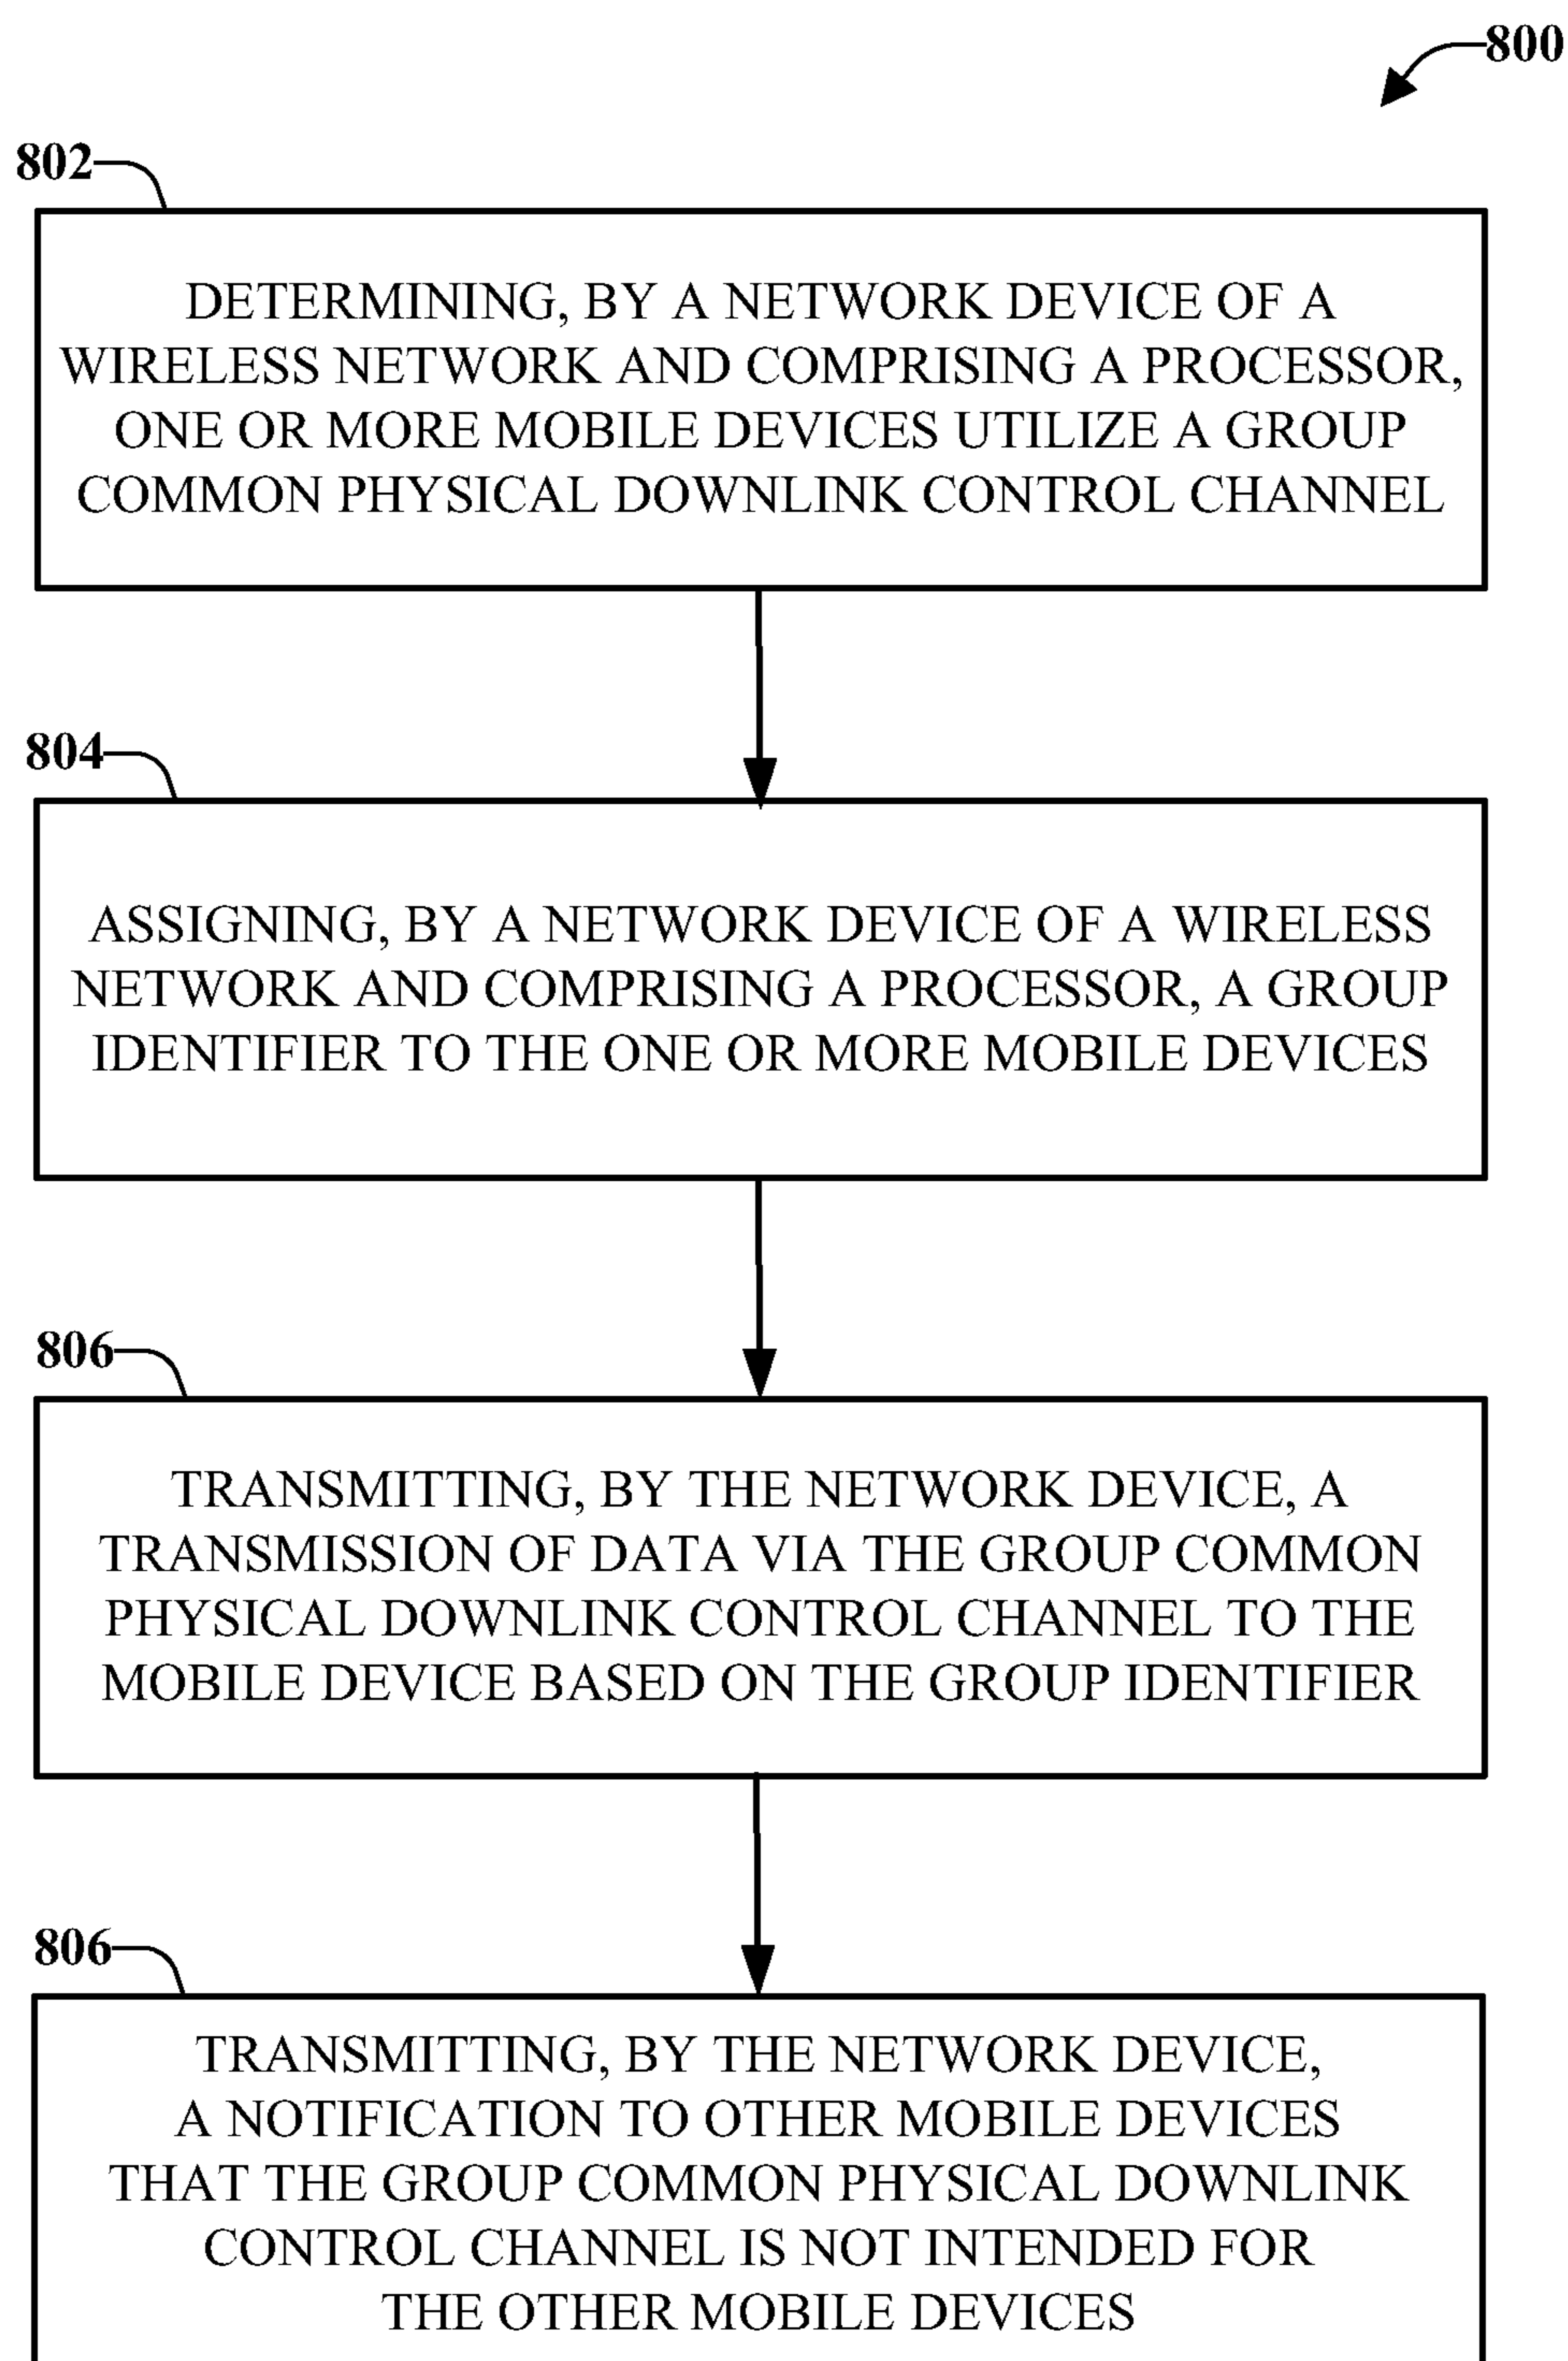 800
802
DETERMINING, BY A NETWORK DEVICE OF A
WIRELESS NETWORK AND COMPRISING A PROCESSOR,
ONE OR MORE MOBILE DEVICES UTILIZE A GROUP
COMMON PHYSICAL DOWNLINK CONTROL CHANNEL
804
ASSIGNING, BY A NETWORK DEVICE OF A WIRELESS
NETWORK AND COMPRISING A PROCESSOR, A GROUP
IDENTIFIER TO THE ONE OR MORE MOBILE DEVICES
806
TRANSMITTING, BY THE NETWORK DEVICE, A
TRANSMISSION OF DATA VIA THE GROUP COMMON
PHYSICAL DOWNLINK CONTROL CHANNEL TO THE
MOBILE DEVICE BASED ON THE GROUP IDENTIFIER
806
TRANSMITTING, BY THE NETWORK DEVICE,
A NOTIFICATION TO OTHER MOBILE DEVICES
THAT THE GROUP COMMON PHYSICAL DOWNLINK
CONTROL CHANNEL IS NOT INTENDED FOR
THE OTHER MOBILE DEVICES